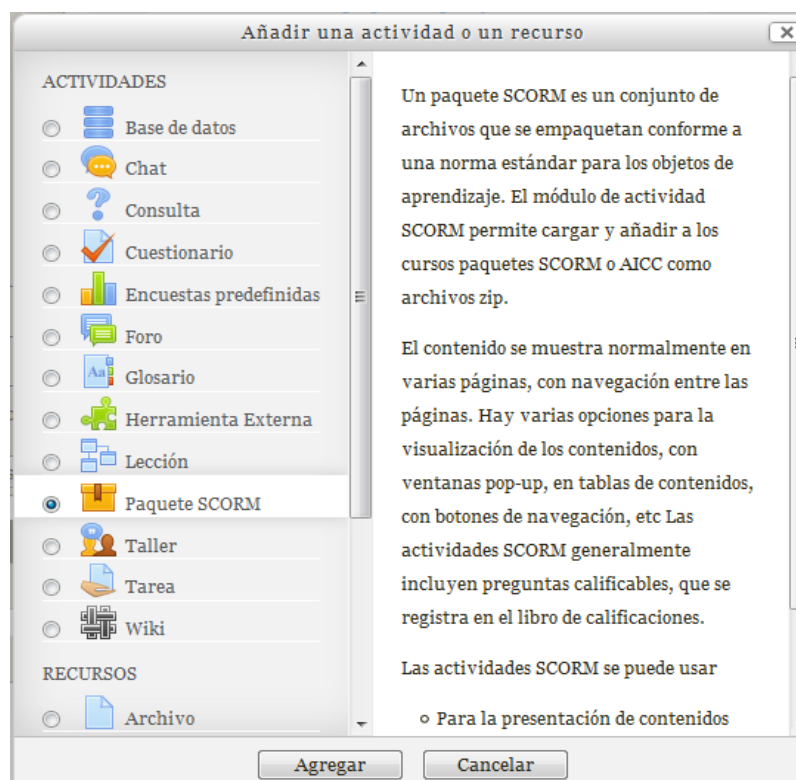 Añadir una actividad o un recurso
ACTIVIDADES
Base de datos
Chat
Consulta
Cuestionario
Encuestas predefinidas
Foro
Glosario
Herramienta Externa
Lección
Paquete SCORM
Taller
Tarea
Wiki
RECURSOS
Archivo
Un paquete SCORM es un conjunto de
archivos que se empaquetan conforme a
una norma estándar para los objetos de
aprendizaje. El módulo de actividad
SCORM permite cargar y añadir a los
cursos paquetes SCORM o AICC como
archivos zip.
El contenido se muestra normalmente en
varias páginas, con navegación entre las
páginas. Hay varias opciones para la
visualización de los contenidos, con
ventanas pop-up, en tablas de contenidos,
con botones de navegación, etc Las
actividades SCORM generalmente
incluyen preguntas calificables, que se
registra en el libro de calificaciones.
Las actividades SCORM se puede usar
Para la presentación de contenidos
Agregar
Cancelar